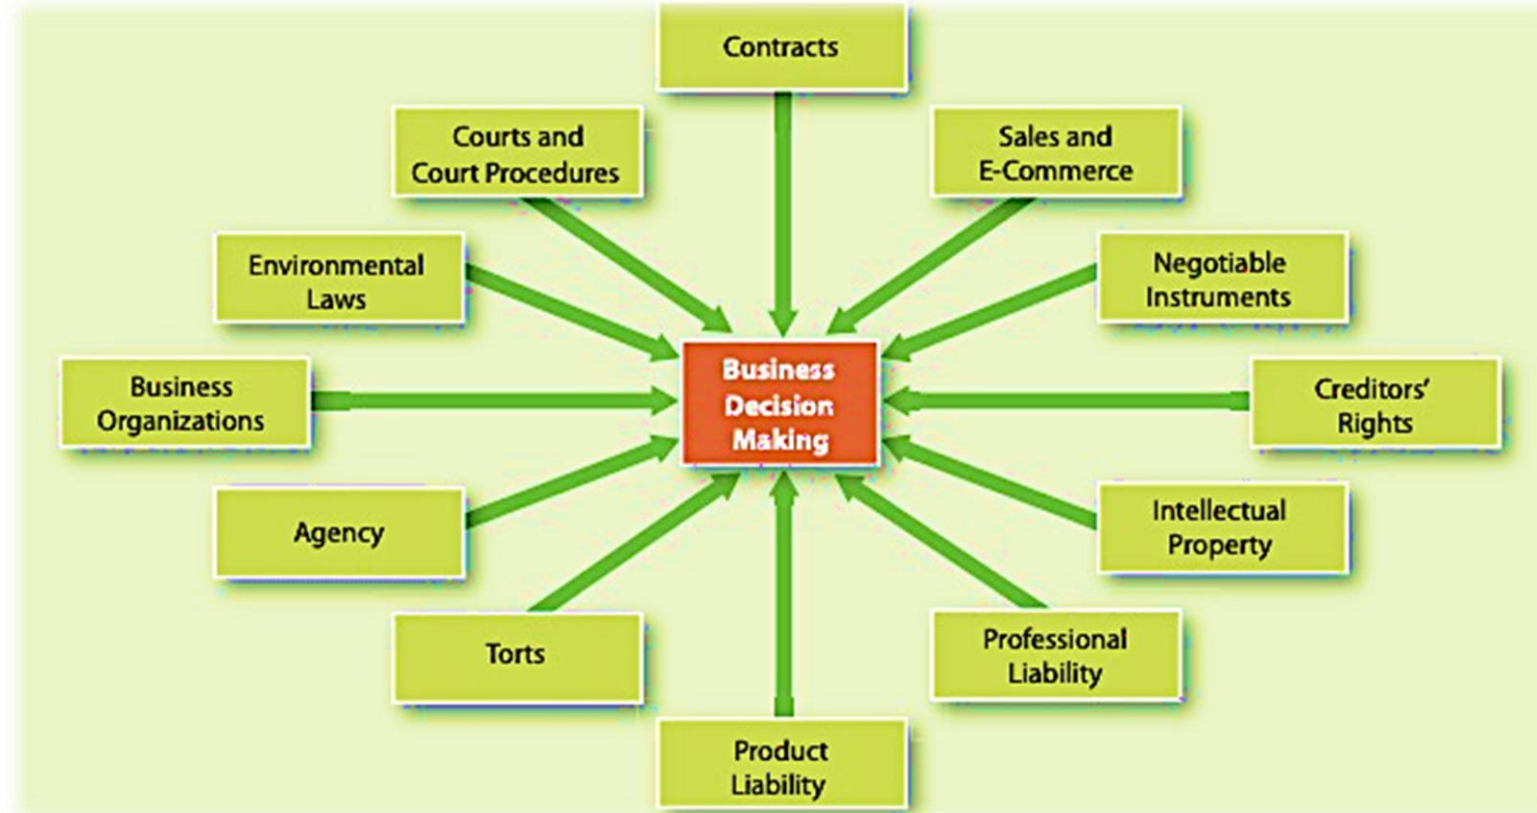 Contracts
Courts and
Court Procedures
Sales and
E-Commerce
Environmental
Laws
Negotiable
Instruments
Business
Organizations
Business
Decision
Making
Creditors’
Rights
Agency
Intellectual
Property
Torts
Professional
Liability
Product
Liability